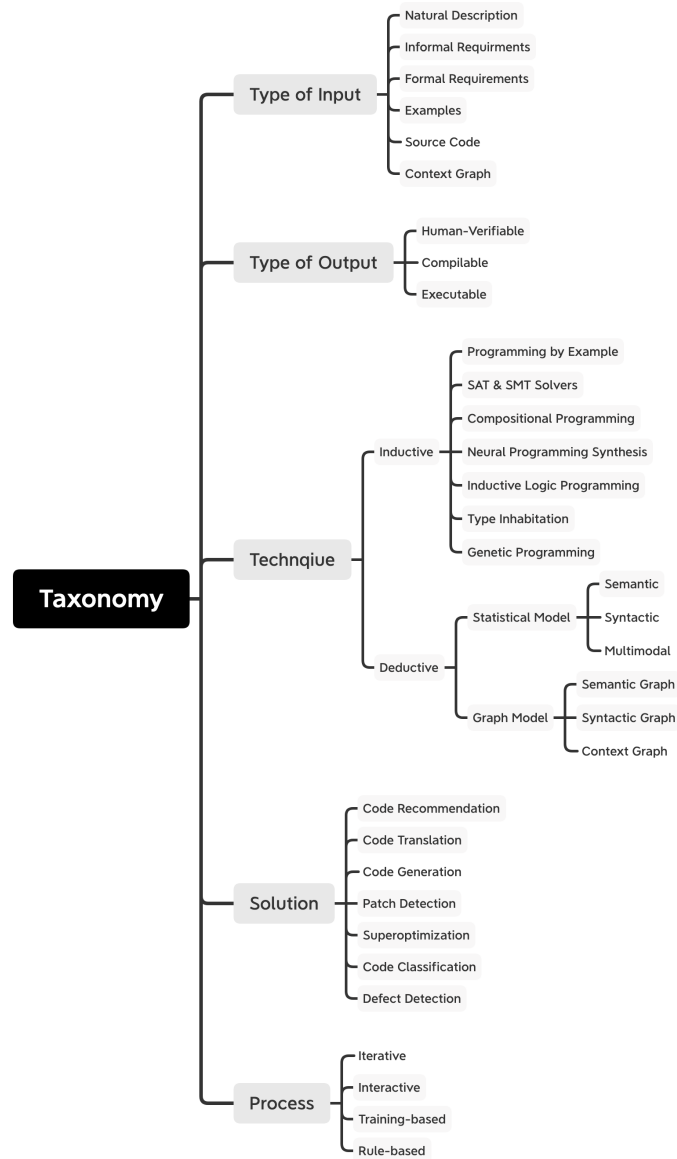 Natural Description
Informal Requirments
Type of Input
Formal Requirements
Examples
Source Code
Context Graph
Human-Verifiable
Type of Output
Compilable
Executable
Programming by Example
SAT & SMT Solvers
Compositional Programming
Inductive
Neural Programming Synthesis
Inductive Logic Programming
Type Inhabitation
Genetic Programming
Technqiue
Taxonomy
Semantic
Statistical Model
Syntactic
Multimodal
Deductive
Semantic Graph
Graph Model
Syntactic Graph
Context Graph
Code Recommendation
Code Translation
Code Generation
Solution
Patch Detection
Superoptimization
Code Classification
Defect Detection
Iterative
Interactive
Process
Training-based
Rule-based